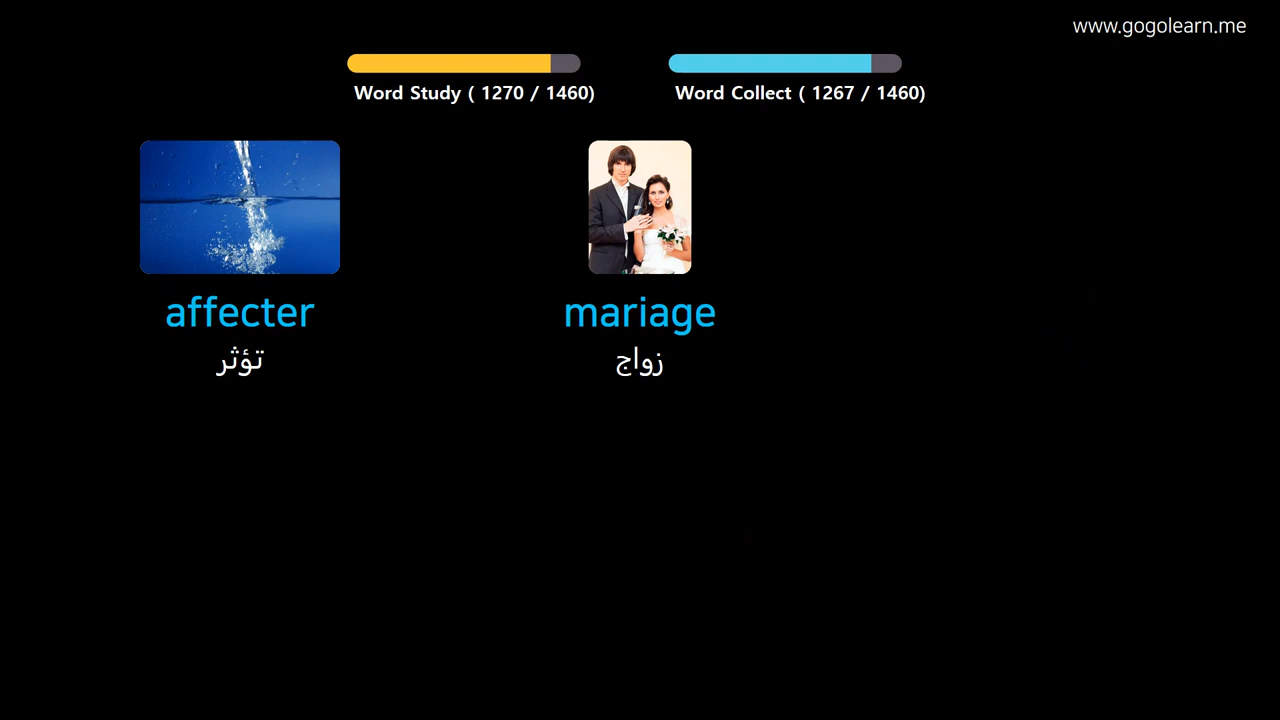 www.gogolearn.me
Word Study ( 1270 / 1460)
Word Collect ( 1267 / 1460)
affecter
تؤثر
mariage
زواج